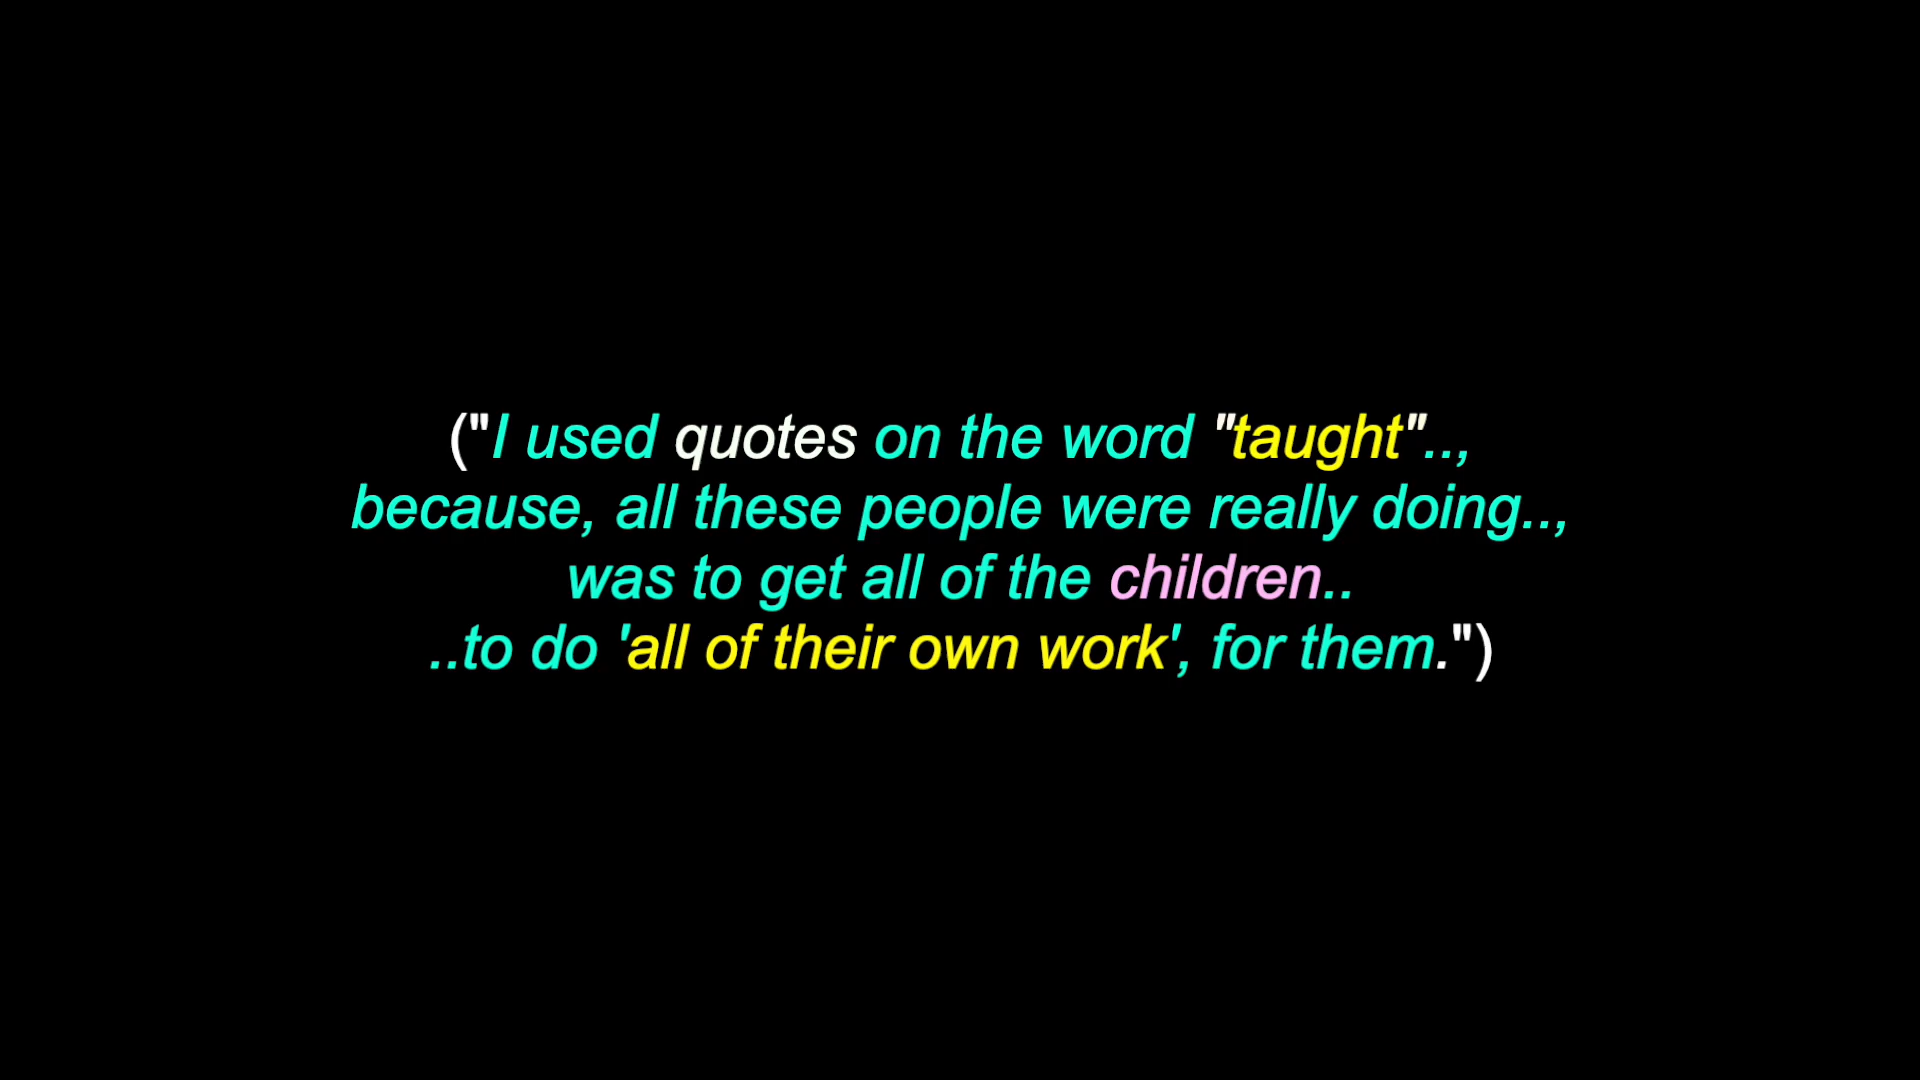 ("I used quotes on the word "taught"..,
because, all these people were really doing..,
was to get all of the children..
..to do 'all of their own work', for them.")